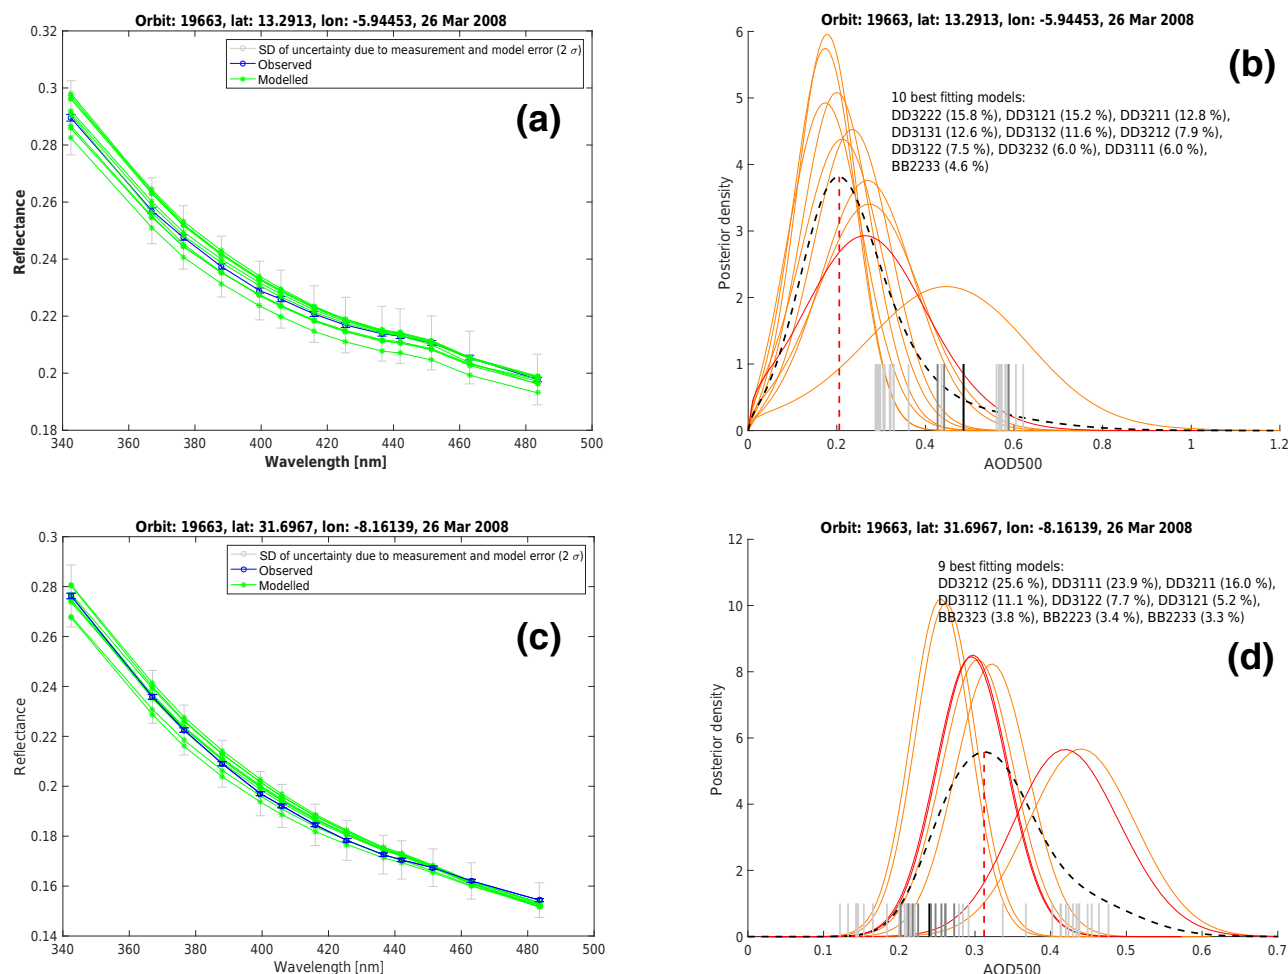 Orbit: 19663, lat: 13.2913, lon: -5.94453, 26 Mar 2008
0.32
0.3
0.28
0.26
0.24
0.22
0.2
0.18
Reflectance
340 360 380 400 420 440 460 480 500
Wavelength [nm]
SD of uncertainty due to measurement and model error (2 σ)
Observed
Modelled
(a)
Orbit: 19663, lat: 13.2913, lon: -5.94453, 26 Mar 2008
6
5
4
3
2
1
0
Posterior density
0 0.2 0.4 0.6 0.8 1 1.2
AOD500
10 best fitting models:
DD3222 (15.8 %), DD3121 (15.2 %), DD3211 (12.8 %),
DD3131 (12.6 %), DD3132 (11.6 %), DD3212 (7.9 %),
DD3122 (7.5 %), DD3232 (6.0 %), DD3111 (6.0 %),
BB2233 (4.6 %)
(b)
Orbit: 19663, lat: 31.6967, lon: -8.16139, 26 Mar 2008
0.3
0.28
0.26
0.24
0.22
0.2
0.18
0.16
0.14
Reflectance
340 360 380 400 420 440 460 480 500
Wavelength [nm]
SD of uncertainty due to measurement and model error (2 σ)
Observed
Modelled
(c)
Orbit: 19663, lat: 31.6967, lon: -8.16139, 26 Mar 2008
12
10
8
6
4
2
0
Posterior density
0 0.1 0.2 0.3 0.4 0.5 0.6 0.7
AOD500
9 best fitting models:
DD3212 (25.6 %), DD3111 (23.9 %), DD3211 (16.0 %),
DD3112 (11.1 %), DD3122 (7.7 %), DD3121 (5.2 %),
BB2323 (3.8 %), BB2223 (3.4 %), BB2233 (3.3 %)
(d)